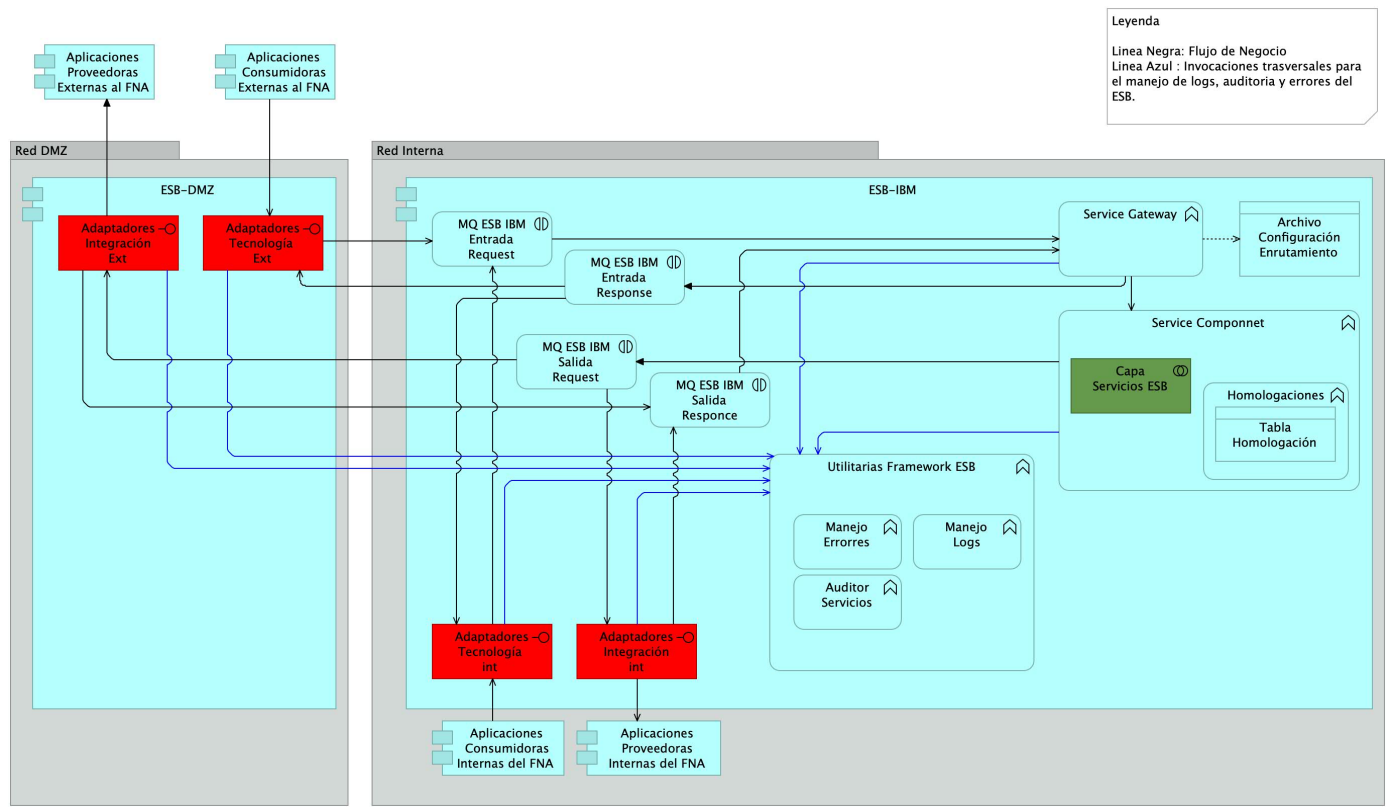 Leyenda
Linea Negra: Flujo de Negocio
Linea Azul : Invocaciones trasversales para
el manejo de logs, auditoria y errores del
ESB.
Aplicaciones
Proveedoras
Externas al FNA
Aplicaciones
Consumidoras
Externas al FNA
Red DMZ
Red Interna
ESB-DMZ
Adaptadores
Integración
Ext
Adaptadores
Tecnología
Ext
ESB-IBM
MQ ESB IBM
Entrada
Request
MQ ESB IBM
Entrada
Response
MQ ESB IBM
Salida
Request
MQ ESB IBM
Salida
Responce
Service Gateway
Archivo
Configuración
Enrutamiento
Service Componnet
Capa
Servicios ESB
Homologaciones
Tabla
Homologación
Utilitarias Framework ESB
Manejo
Errorres
Manejo
Logs
Auditor
Servicios
Adaptadores
Tecnología
int
Adaptadores
Integración
int
Aplicaciones
Consumidoras
Internas del FNA
Aplicaciones
Proveedoras
Internas del FNA